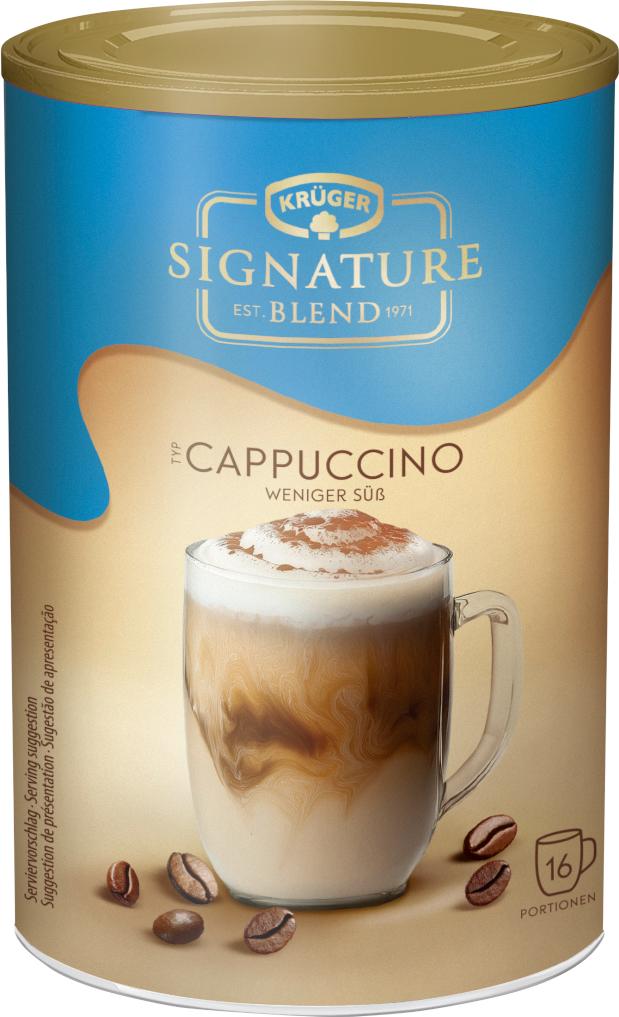 KRÜGER
SIGNATURE
EST. BLEND 1971
TYP CAPPUCCINO
WENIGER SÜß
Serviervorschlag · Serving suggestion
Suggestion de présentation · Sugestão de apresentação
16
PORTIONEN